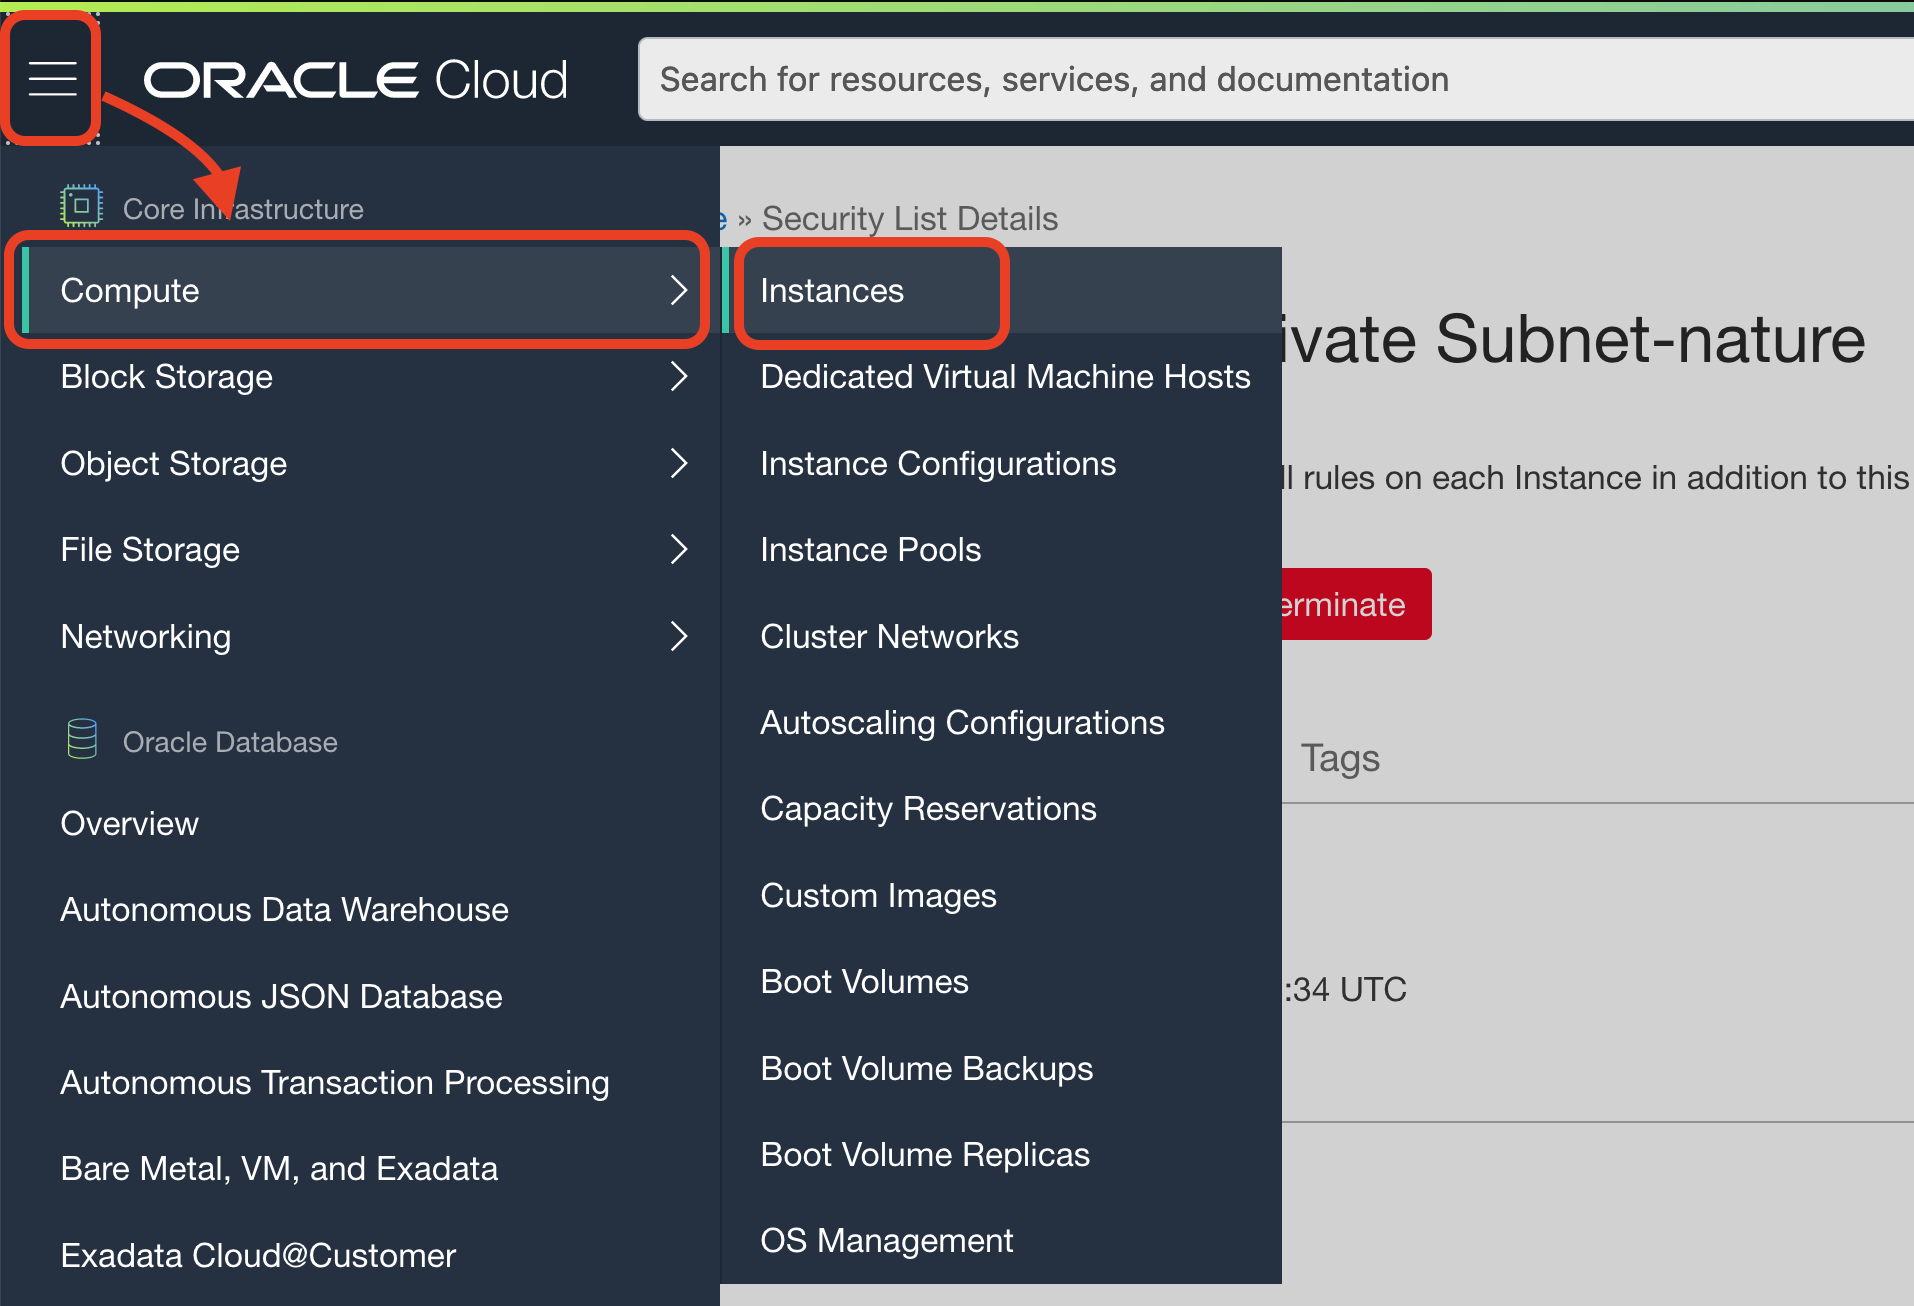 ORACLE Cloud
Search for resources, services, and documentation
Core Infrastructure
Compute
Block Storage
Object Storage
File Storage
Networking
Oracle Database
Overview
Autonomous Data Warehouse
Autonomous JSON Database
Autonomous Transaction Processing
Bare Metal, VM, and Exadata
Exadata Cloud@Customer
Instances
Dedicated Virtual Machine Hosts
Instance Configurations
Instance Pools
Cluster Networks
Autoscaling Configurations
Capacity Reservations
Custom Images
Boot Volumes
Boot Volume Backups
Boot Volume Replicas
OS Management
» Security List Details
ivate Subnet-nature
ll rules on each Instance in addition to this
erminate
Tags
:34 UTC